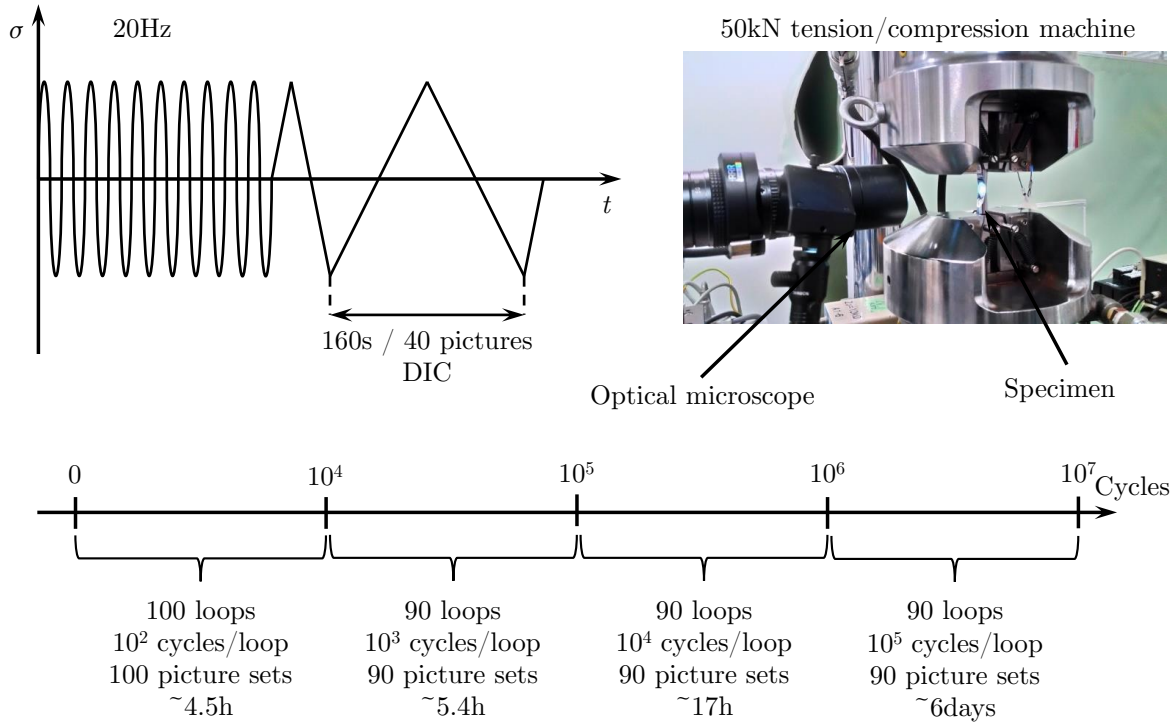 σ
20Hz
t
160s / 40 pictures
DIC
50kN tension/compression machine
Optical microscope
Specimen
0
10⁴
10⁵
10⁶
10⁷
Cycles
100 loops
10² cycles/loop
100 picture sets
~4.5h
90 loops
10³ cycles/loop
90 picture sets
~5.4h
90 loops
10⁴ cycles/loop
90 picture sets
~17h
90 loops
10⁵ cycles/loop
90 picture sets
~6days